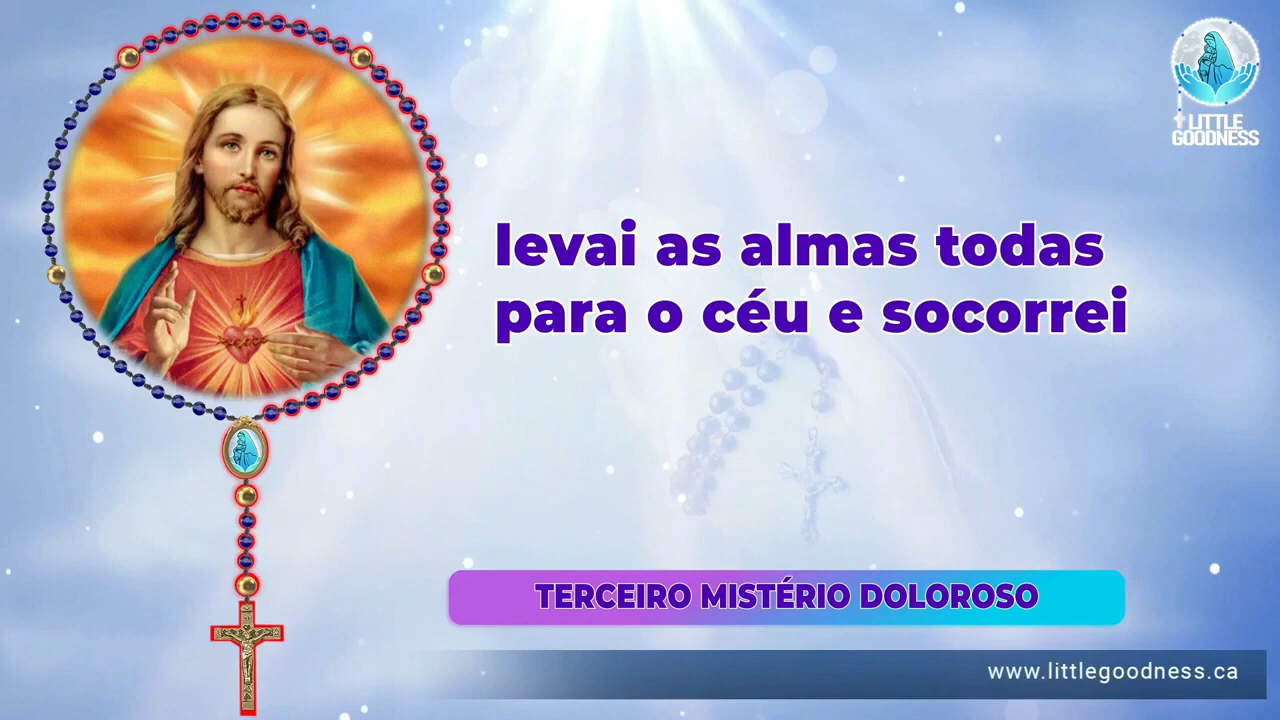 LITTLE
GOODNESS
levai as almas todas
para o céu e socorrei
TERCEIRO MISTÉRIO DOLOROSO
www.littlegoodness.ca